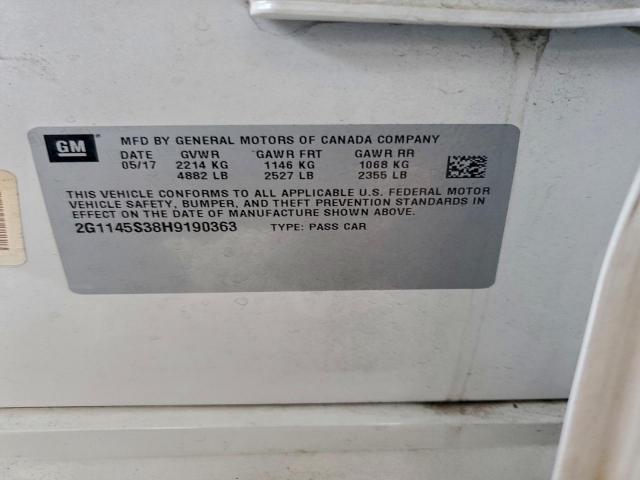 GM
MFD BY GENERAL MOTORS OF CANADA COMPANY
DATE GVWR GAWR FRT GAWR RR
05/17 2214 KG 1146 KG 1068 KG
4882 LB 2527 LB 2355 LB
THIS VEHICLE CONFORMS TO ALL APPLICABLE U.S. FEDERAL MOTOR
VEHICLE SAFETY, BUMPER, AND THEFT PREVENTION STANDARDS IN
EFFECT ON THE DATE OF MANUFACTURE SHOWN ABOVE.
2G1145S38H9190363 TYPE: PASS CAR